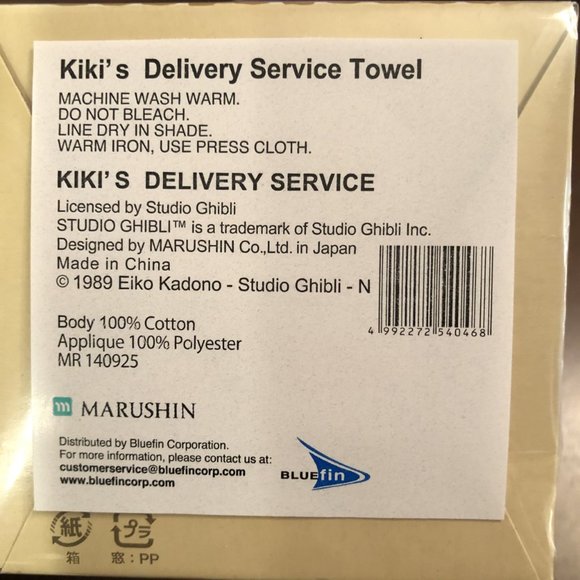 Kiki's Delivery Service Towel
MACHINE WASH WARM.
DO NOT BLEACH.
LINE DRY IN SHADE.
WARM IRON, USE PRESS CLOTH.
KIKI'S DELIVERY SERVICE
Licensed by Studio Ghibli
STUDIO GHIBLI™ is a trademark of Studio Ghibli Inc.
Designed by MARUSHIN Co.,Ltd. in Japan
Made in China
© 1989 Eiko Kadono - Studio Ghibli - N
4 992272 540468
Body 100% Cotton
Applique 100% Polyester
MR 140925
m MARUSHIN
Distributed by Bluefin Corporation.
For more information, please contact us at:
customerservice@bluefincorp.com
www.bluefincorp.com
BLUEfin
紙 プラ
箱 窓：PP